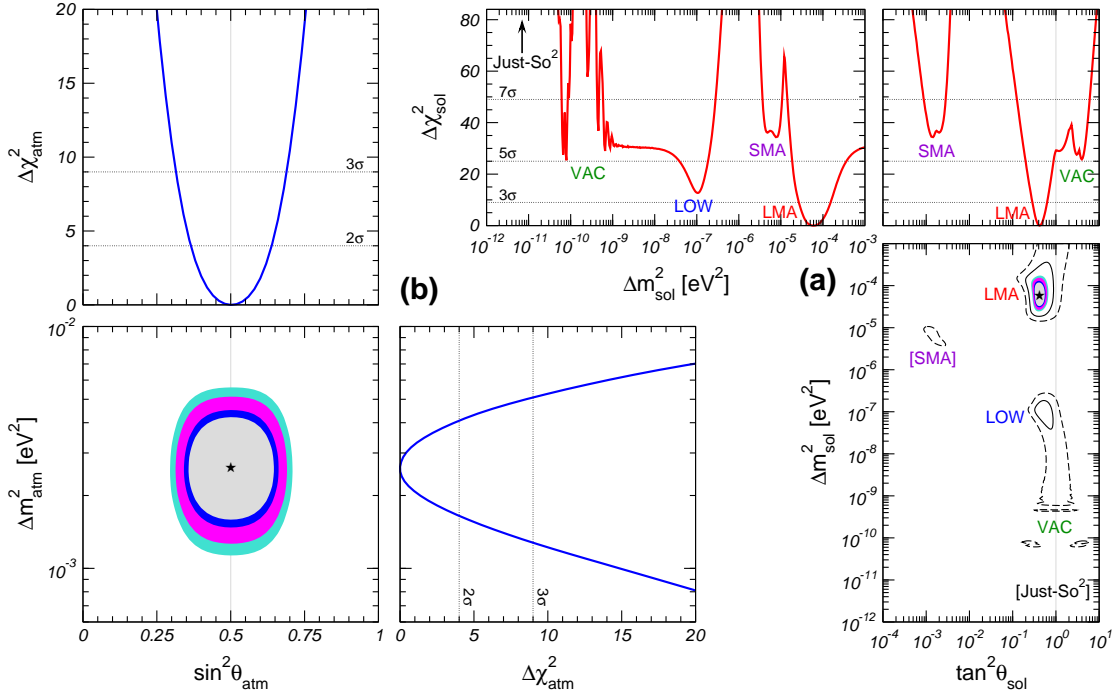 20
15
10
5
0
Δχ²atm
3σ
2σ
80
60
40
20
0
Δχ²sol
Just-So²
7σ
5σ
3σ
VAC
LOW
SMA
LMA
10⁻¹² 10⁻¹¹ 10⁻¹⁰ 10⁻⁹ 10⁻⁸ 10⁻⁷ 10⁻⁶ 10⁻⁵ 10⁻⁴ 10⁻³
Δm²sol [eV²]
SMA
VAC
LMA
(b)
(a)
10⁻²
10⁻³
Δm²atm [eV²]
0 0.25 0.5 0.75 1
sin²θatm
2σ
3σ
0 5 10 15 20
Δχ²atm
10⁻⁴
10⁻⁵
10⁻⁶
10⁻⁷
10⁻⁸
10⁻⁹
10⁻¹⁰
10⁻¹¹
10⁻¹²
Δm²sol [eV²]
LMA
[SMA]
LOW
VAC
[Just-So²]
10⁻⁴ 10⁻³ 10⁻² 10⁻¹ 10⁰ 10¹
tan²θsol